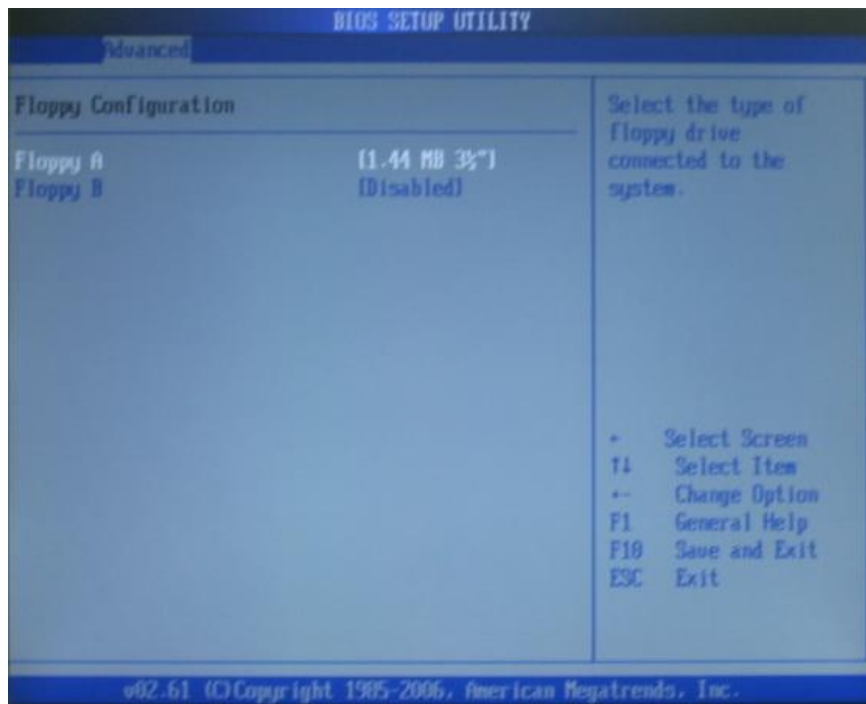 BIOS SETUP UTILITY
Advanced
Floppy Configuration
Floppy A [1.44 MB 3½"]
Floppy B [Disabled]
Select the type of
floppy drive
connected to the
system.
← Select Screen
↑↓ Select Item
+- Change Option
F1 General Help
F10 Save and Exit
ESC Exit
v02.61 (C)Copyright 1985-2006, American Megatrends, Inc.